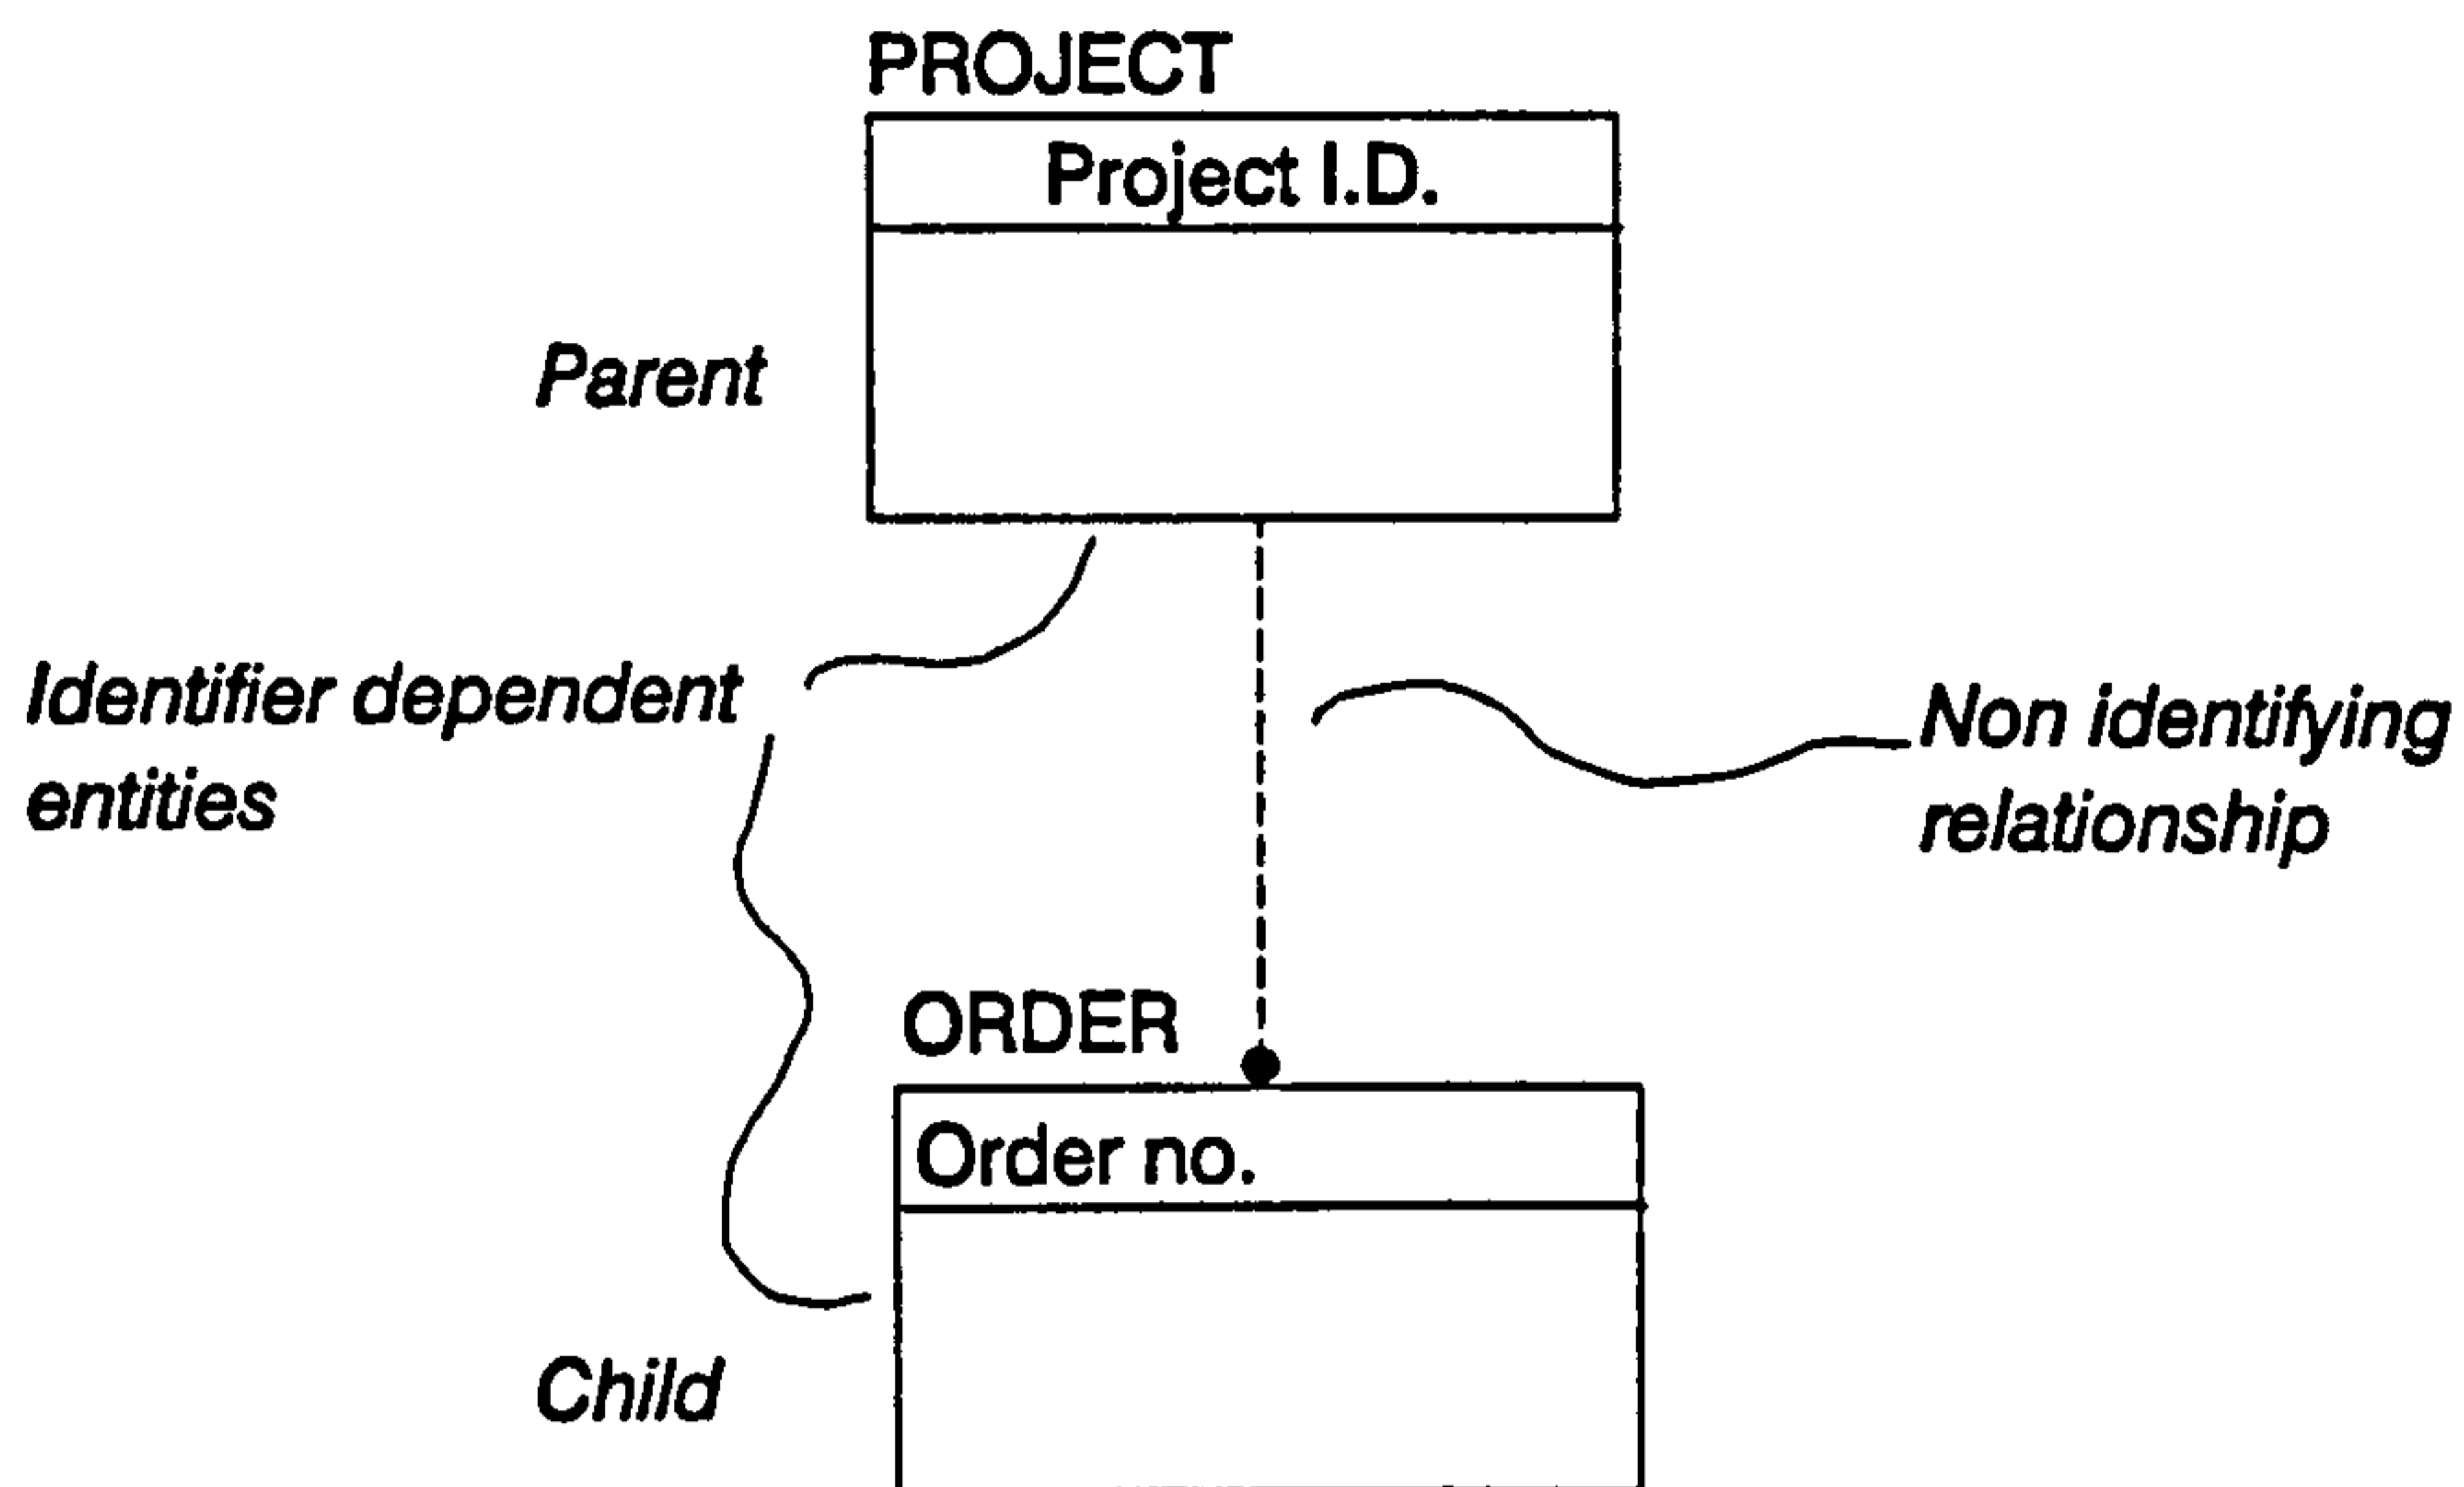 PROJECT
Project I.D.
Parent
Identifier dependent
entities
Non identifying
relationship
ORDER
Order no.
Child